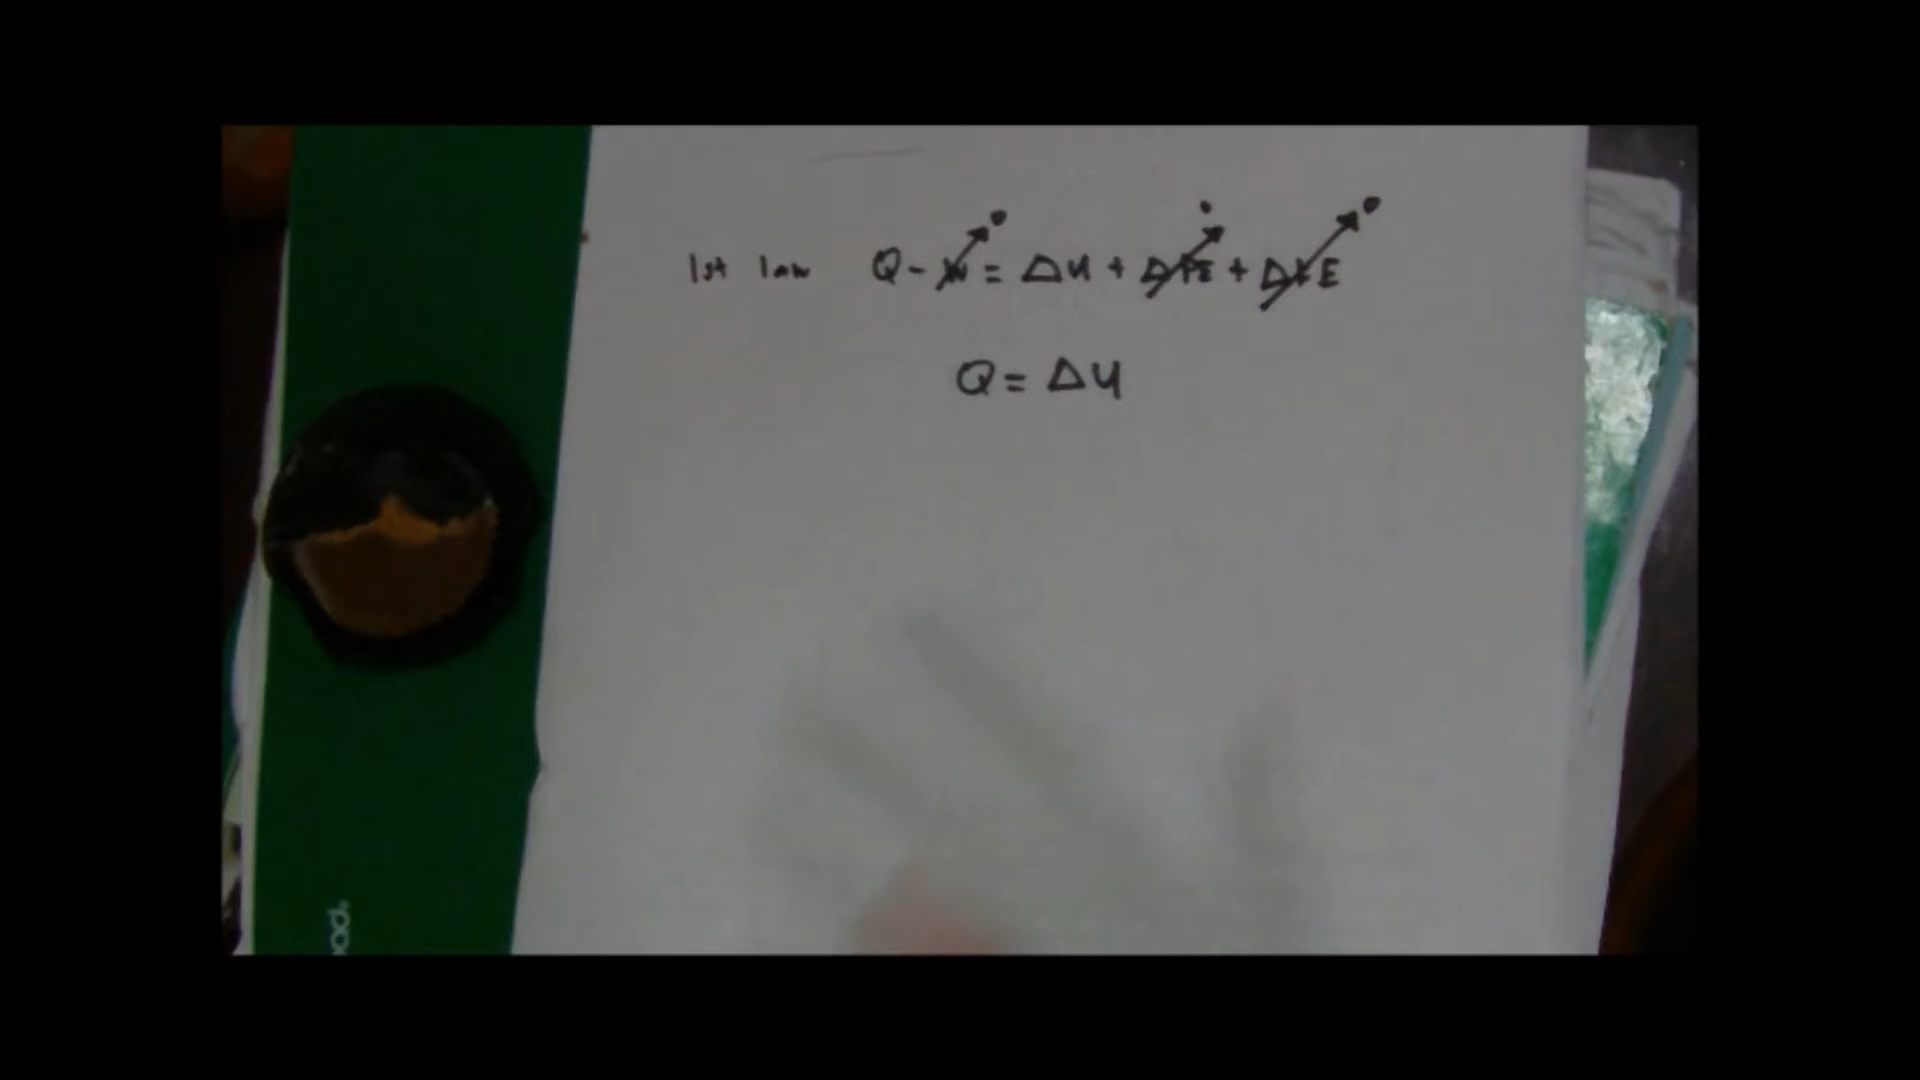 1st law Q - W = ΔU + ΔPE + ΔKE
Q = ΔU